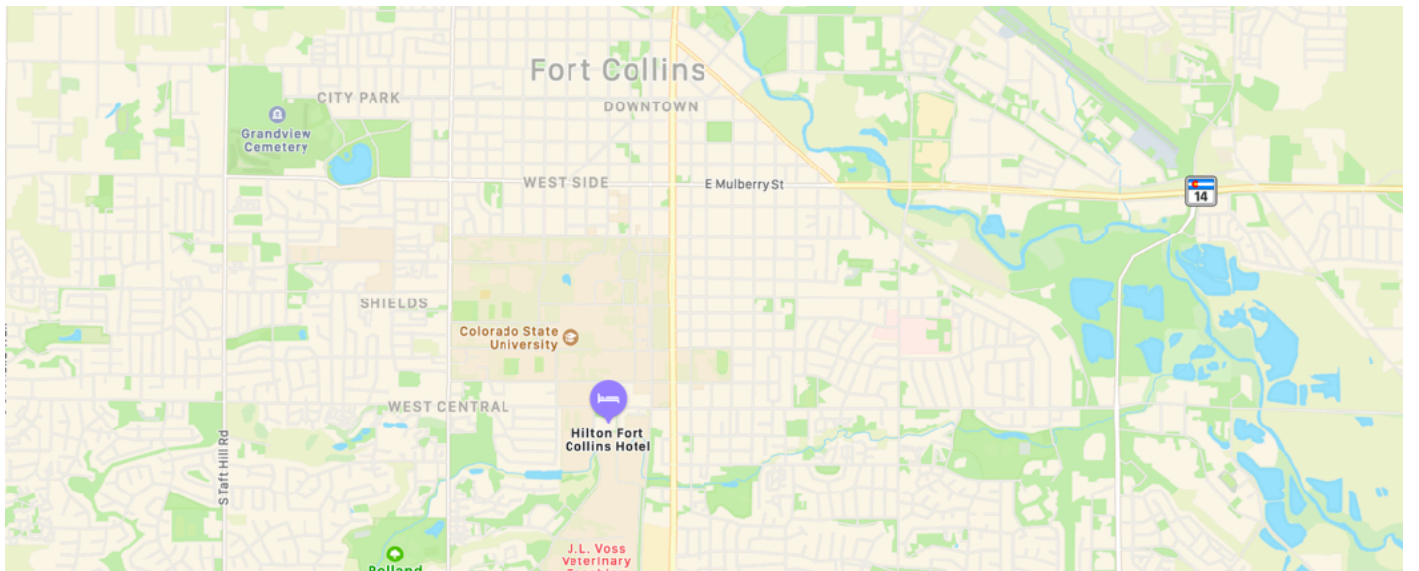 Fort Collins
CITY PARK
DOWNTOWN
Grandview
Cemetery
WEST SIDE
E Mulberry St
14
SHIELDS
Colorado State
University
WEST CENTRAL
Hilton Fort
Collins Hotel
S Taft Hill Rd
J.L. Voss
Veterinary